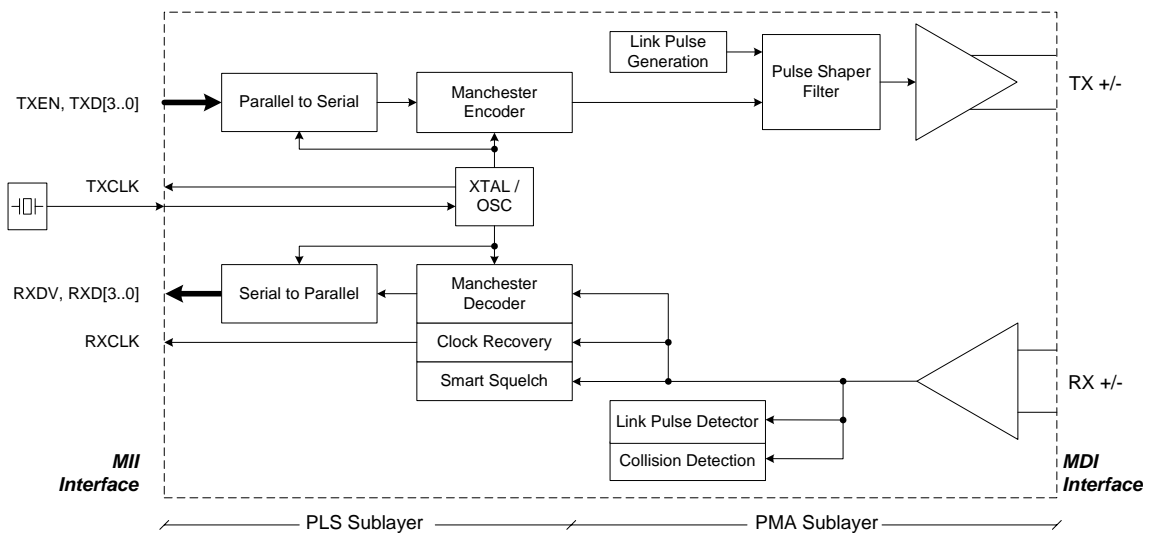 Link Pulse
Generation
Pulse Shaper
Filter
TX +/-
TXEN, TXD[3..0]
Parallel to Serial
Manchester
Encoder
TXCLK
XTAL /
OSC
RXDV, RXD[3..0]
Serial to Parallel
Manchester
Decoder
RXCLK
Clock Recovery
Smart Squelch
RX +/-
Link Pulse Detector
Collision Detection
MII
Interface
MDI
Interface
PLS Sublayer
PMA Sublayer